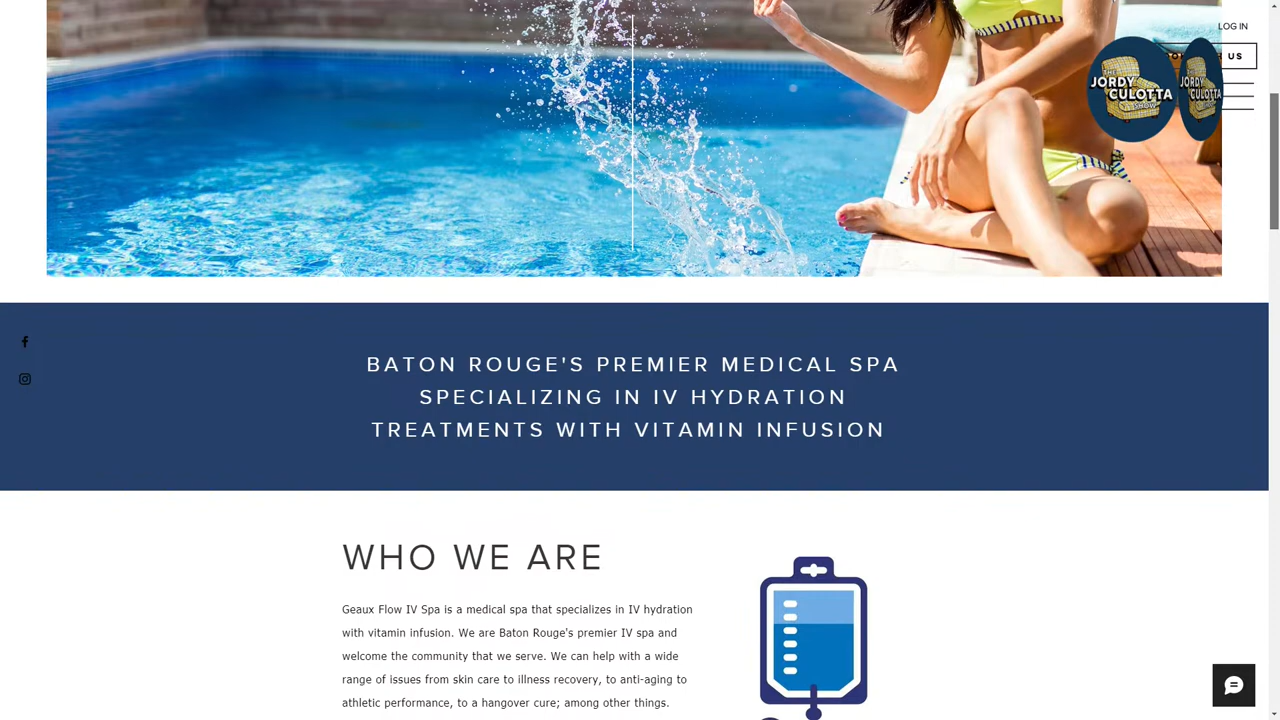 LOG IN
US
THE
JORDY
CULOTTA
SHOW
JORDY
CULOTTA
BATON ROUGE'S PREMIER MEDICAL SPA
SPECIALIZING IN IV HYDRATION
TREATMENTS WITH VITAMIN INFUSION
WHO WE ARE
Geaux Flow IV Spa is a medical spa that specializes in IV hydration
with vitamin infusion. We are Baton Rouge's premier IV spa and
welcome the community that we serve. We can help with a wide
range of issues from skin care to illness recovery, to anti-aging to
athletic performance, to a hangover cure; among other things.